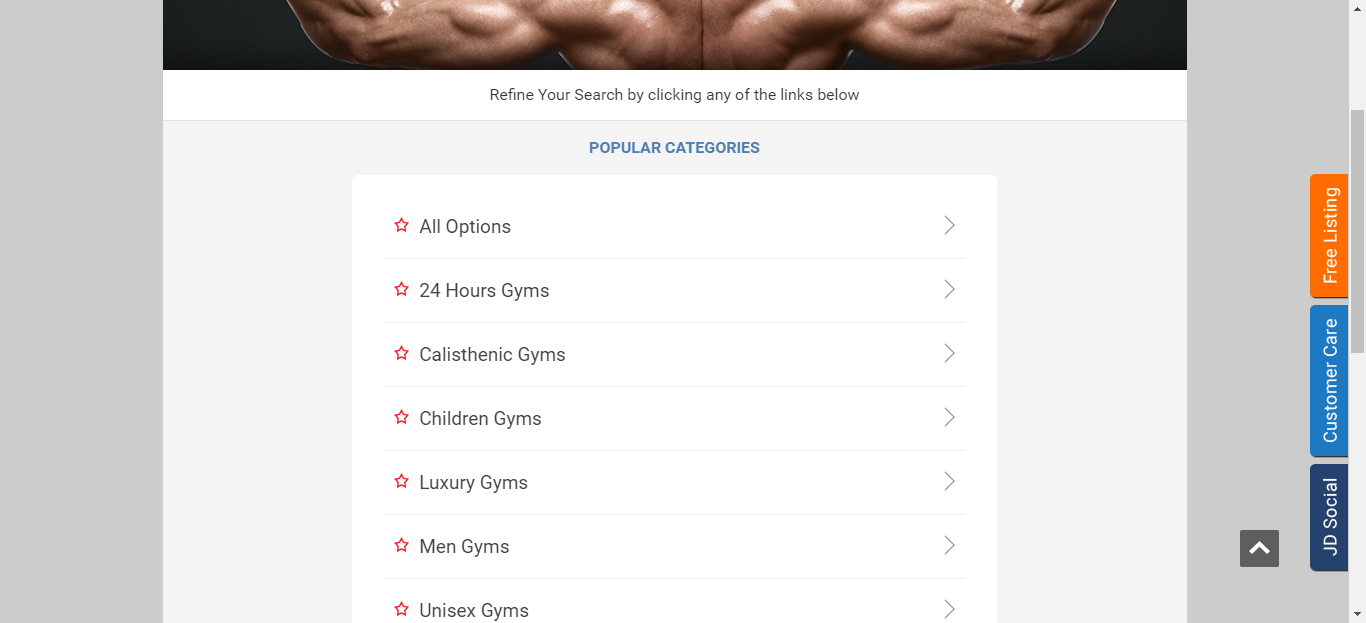 Refine Your Search by clicking any of the links below
POPULAR CATEGORIES
All Options
24 Hours Gyms
Calisthenic Gyms
Children Gyms
Luxury Gyms
Men Gyms
Unisex Gyms
Free Listing
Customer Care
JD Social